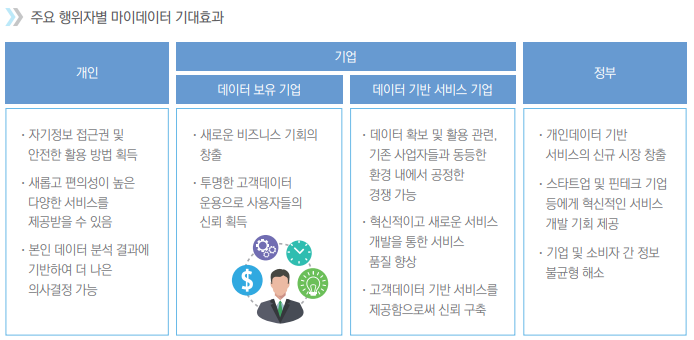 주요 행위자별 마이데이터 기대효과
개인
기업
데이터 보유 기업
데이터 기반 서비스 기업
정부
· 자기정보 접근권 및
안전한 활용 방법 획득
· 새롭고 편의성이 높은
다양한 서비스를
제공받을 수 있음
· 본인 데이터 분석 결과에
기반하여 더 나은
의사결정 가능
· 새로운 비즈니스 기회의
창출
· 투명한 고객데이터
운용으로 사용자들의
신뢰 획득
$
· 데이터 확보 및 활용 관련,
기존 사업자들과 동등한
환경 내에서 공정한
경쟁 가능
· 혁신적이고 새로운 서비스
개발을 통한 서비스
품질 향상
· 고객데이터 기반 서비스를
제공함으로써 신뢰 구축
· 개인데이터 기반
서비스의 신규 시장 창출
· 스타트업 및 핀테크 기업
등에게 혁신적인 서비스
개발 기회 제공
· 기업 및 소비자 간 정보
불균형 해소